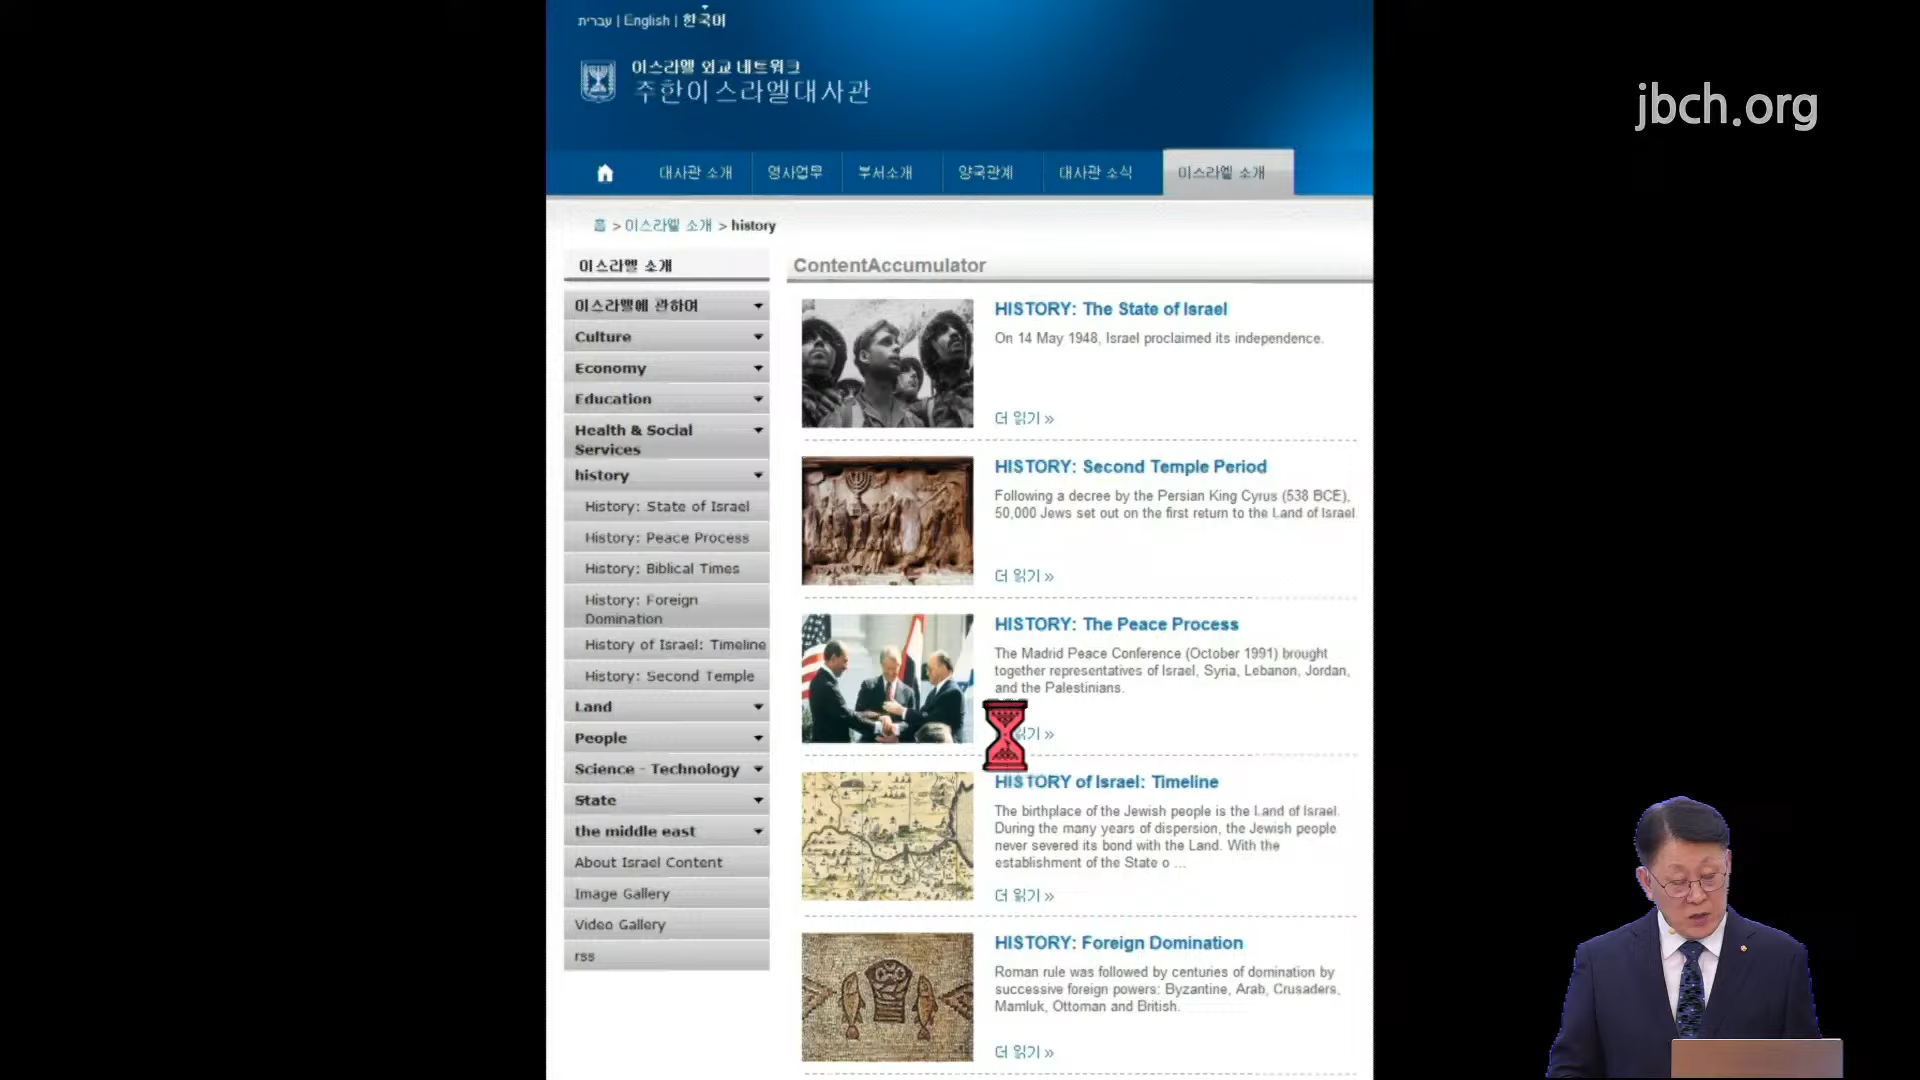 עברית | English | 한국어
이스라엘 외교 네트워크
주한이스라엘대사관
jbch.org
대사관 소개
영사업무
부서소개
양국관계
대사관 소식
이스라엘 소개
홈 > 이스라엘 소개 > history
이스라엘 소개
이스라엘에 관하여
Culture
Economy
Education
Health & Social
Services
history
History: State of Israel
History: Peace Process
History: Biblical Times
History: Foreign
Domination
History of Israel: Timeline
History: Second Temple
Land
People
Science - Technology
State
the middle east
About Israel Content
Image Gallery
Video Gallery
rss
ContentAccumulator
HISTORY: The State of Israel
On 14 May 1948, Israel proclaimed its independence.
더 읽기 »
HISTORY: Second Temple Period
Following a decree by the Persian King Cyrus (538 BCE),
50,000 Jews set out on the first return to the Land of Israel
더 읽기 »
HISTORY: The Peace Process
The Madrid Peace Conference (October 1991) brought
together representatives of Israel, Syria, Lebanon, Jordan,
and the Palestinians.
읽기 »
HISTORY of Israel: Timeline
The birthplace of the Jewish people is the Land of Israel.
During the many years of dispersion, the Jewish people
never severed its bond with the Land. With the
establishment of the State o ...
더 읽기 »
HISTORY: Foreign Domination
Roman rule was followed by centuries of domination by
successive foreign powers: Byzantine, Arab, Crusaders,
Mamluk, Ottoman and British.
더 읽기 »